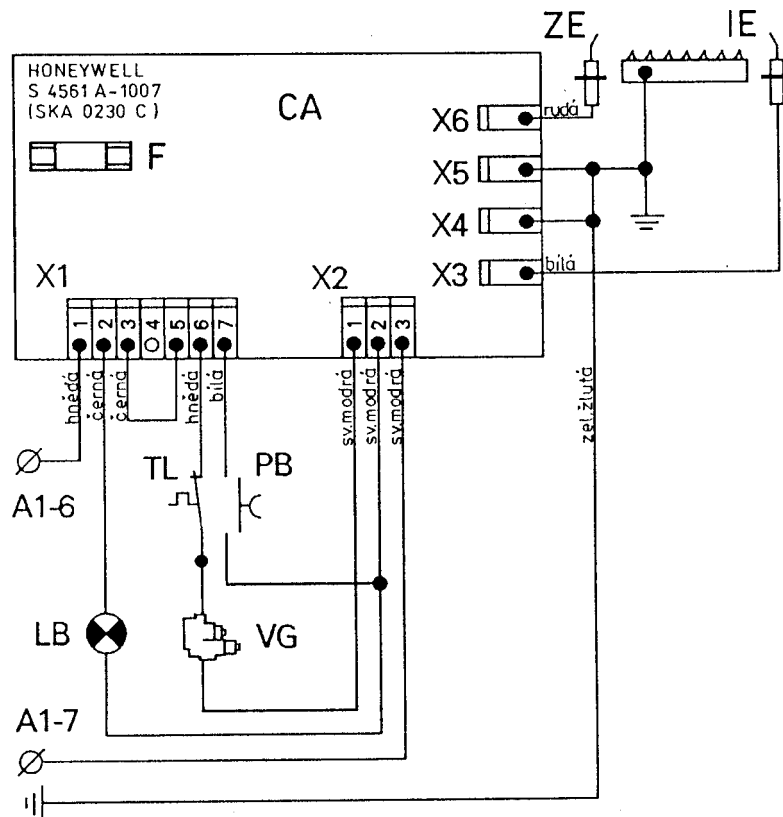 ZE
IE
HONEYWELL
S 4561 A-1007
(SKA 0230 C)
CA
F
X6
rudá
X5
X4
X3
bílá
X1
X2
1 2 3 4 5 6 7
1 2 3
hnědá
černá
černá
hnědá
bílá
sv.modrá
sv.modrá
sv.modrá
zel.žlutá
TL
PB
A1-6
LB
VG
A1-7